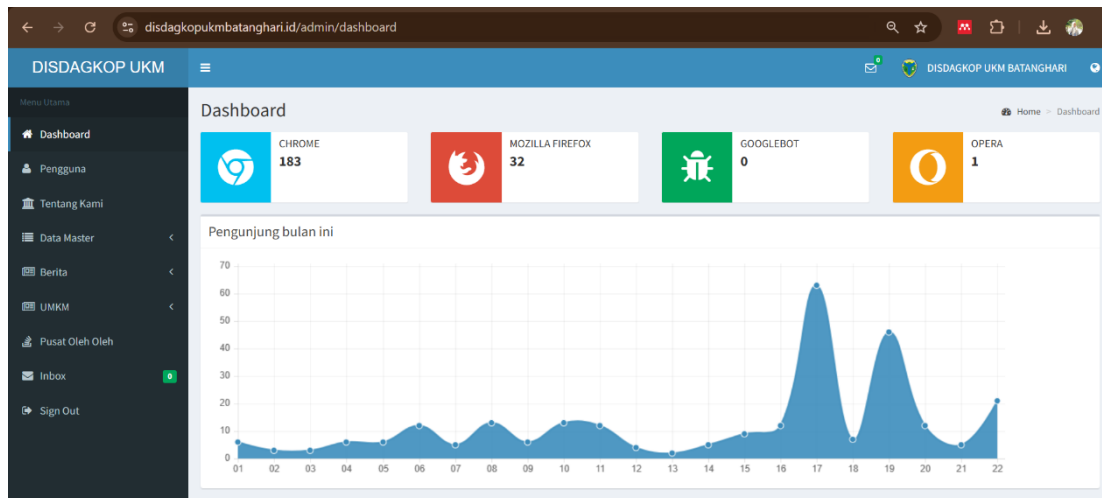 disdagkopukmbatanghari.id/admin/dashboard
DISDAGKOP UKM
0
DISDAGKOP UKM BATANGHARI
Menu Utama
Dashboard
Pengguna
Tentang Kami
Data Master
Berita
UMKM
Pusat Oleh Oleh
Inbox
0
Sign Out
Dashboard
Home > Dashboard
CHROME
183
MOZILLA FIREFOX
32
GOOGLEBOT
0
OPERA
1
Pengunjung bulan ini
70
60
50
40
30
20
10
0
01 02 03 04 05 06 07 08 09 10 11 12 13 14 15 16 17 18 19 20 21 22